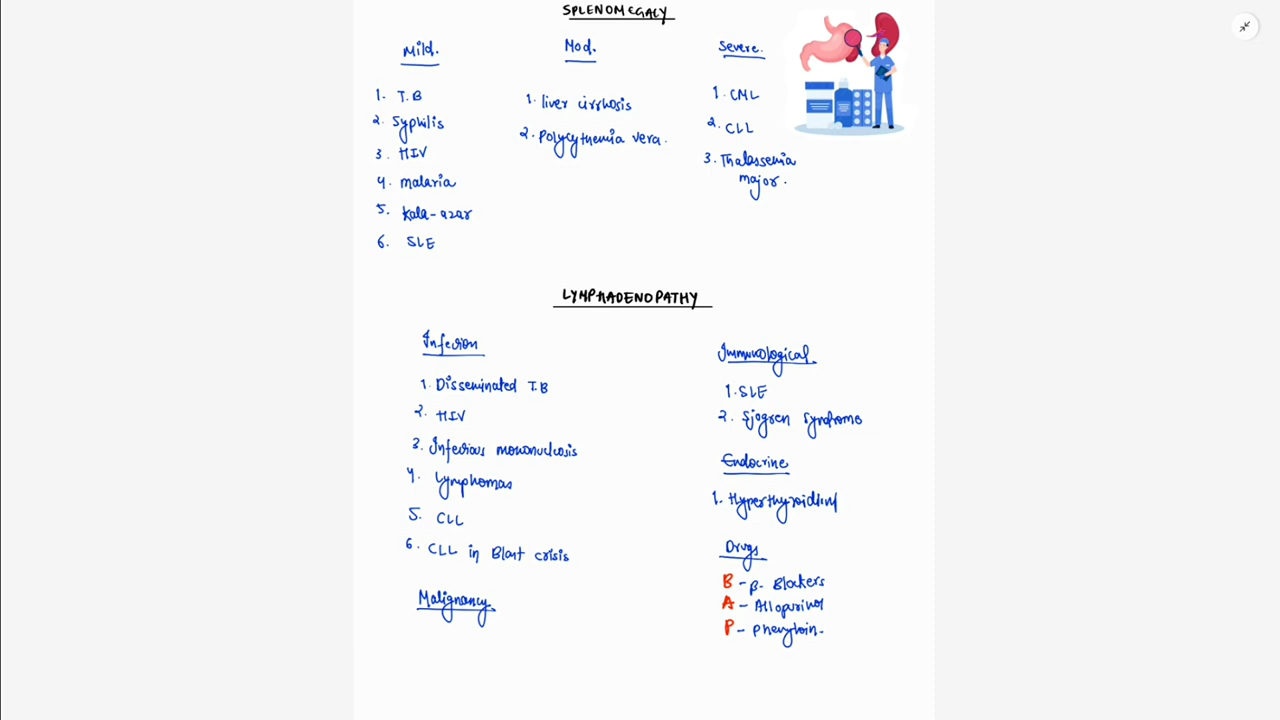 SPLENOMEGALY
Mild.
1. T.B
2. Syphilis
3. HIV
4. malaria
5. kala-azar
6. SLE
Mod.
1. liver cirrhosis
2. Polycythemia vera.
Severe.
1. CML
2. CLL
3. Thalassemia
major.
LYMPHADENOPATHY
Infecion
1. Disseminated T.B
2. HIV
3. Infecious mononucleosis
4. Lymphomas
5. CLL
6. CLL in Blast crisis
Malignancy
Immunological
1. SLE
2. Sjogren Syndrome
Endocrine
1. Hyperthyroidism
Drugs
B - β- Blockers
A - Allopurinol
P - Phenytoin.